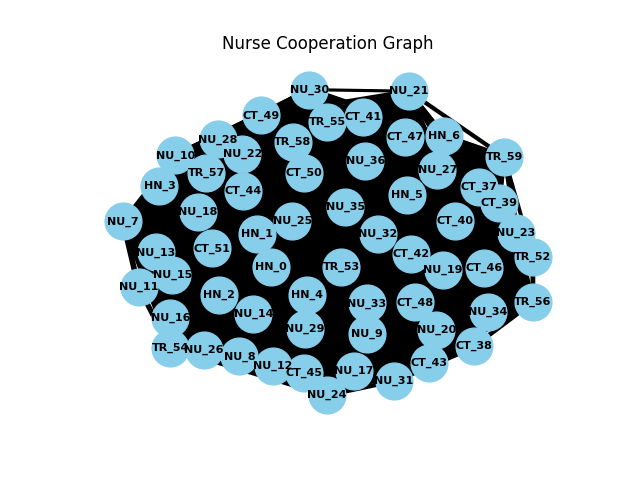 Nurse Cooperation Graph
NU_30
NU_21
CT_49
CT_41
TR_55
HN_6
CT_47
NU_28
TR_58
NU_22
NU_10
TR_59
NU_36
NU_27
TR_57
CT_50
HN_3
CT_37
CT_44
HN_5
CT_39
NU_35
NU_18
NU_7
NU_25
CT_40
NU_23
HN_1
NU_32
CT_51
NU_13
CT_42
TR_52
HN_0
TR_53
NU_19
CT_46
NU_15
NU_11
HN_2
HN_4
NU_33
CT_48
TR_56
NU_34
NU_14
NU_16
NU_29
NU_20
NU_9
CT_38
TR_54
NU_26
NU_8
CT_43
NU_12
NU_17
CT_45
NU_31
NU_24